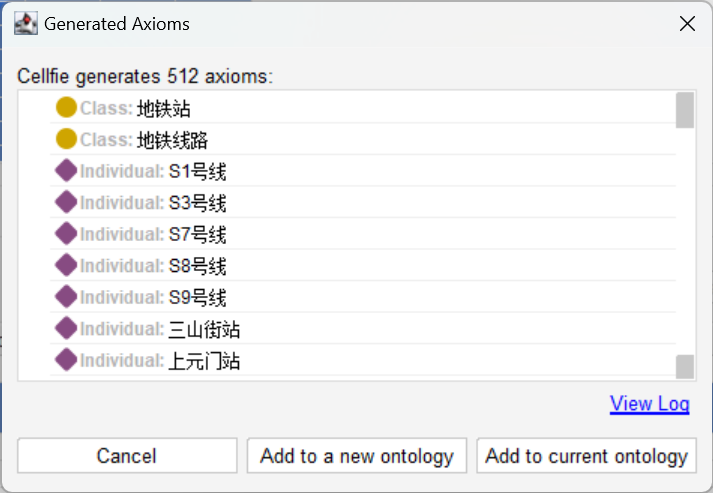 Generated Axioms
Cellfie generates 512 axioms:
Class: 地铁站
Class: 地铁线路
Individual: S1号线
Individual: S3号线
Individual: S7号线
Individual: S8号线
Individual: S9号线
Individual: 三山街站
Individual: 上元门站
View Log
Cancel
Add to a new ontology
Add to current ontology